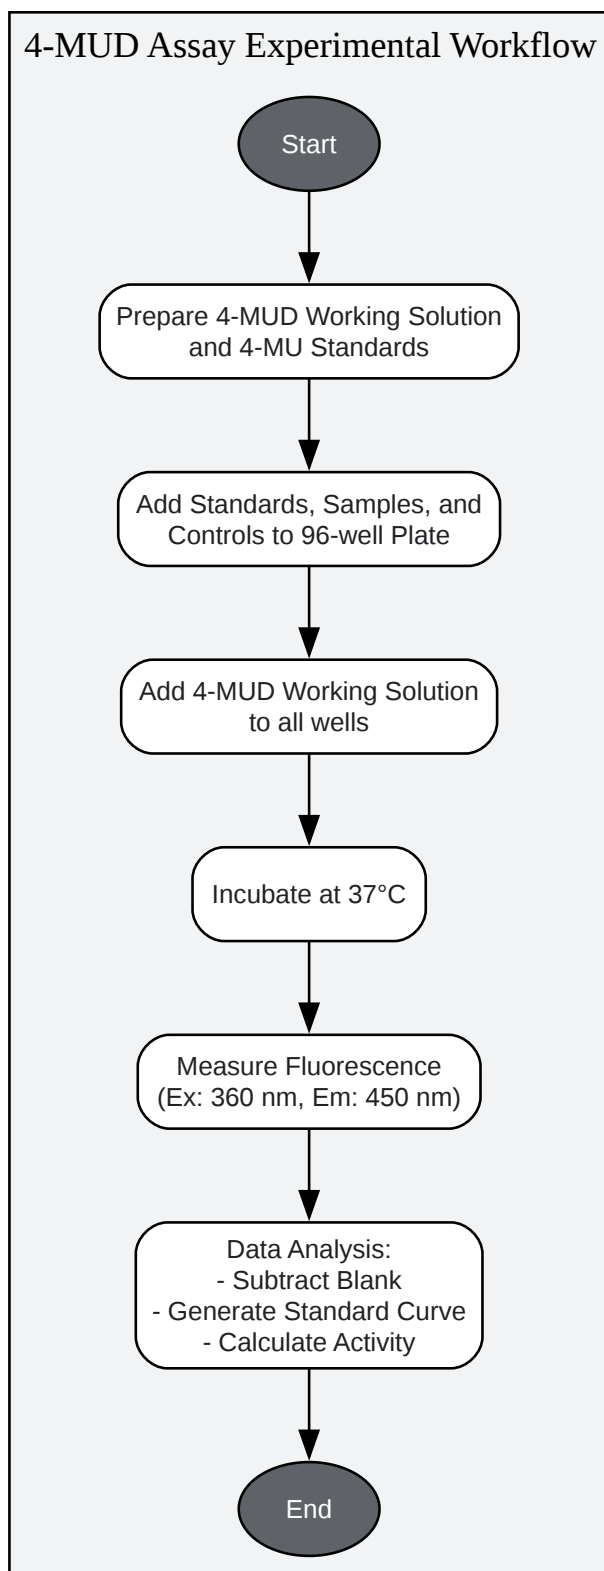 4-MUD Assay Experimental Workflow
Start
Prepare 4-MUD Working Solution
and 4-MU Standards
Add Standards, Samples, and
Controls to 96-well Plate
Add 4-MUD Working Solution
to all wells
Incubate at 37°C
Measure Fluorescence
(Ex: 360 nm, Em: 450 nm)
Data Analysis:
- Subtract Blank
- Generate Standard Curve
- Calculate Activity
End